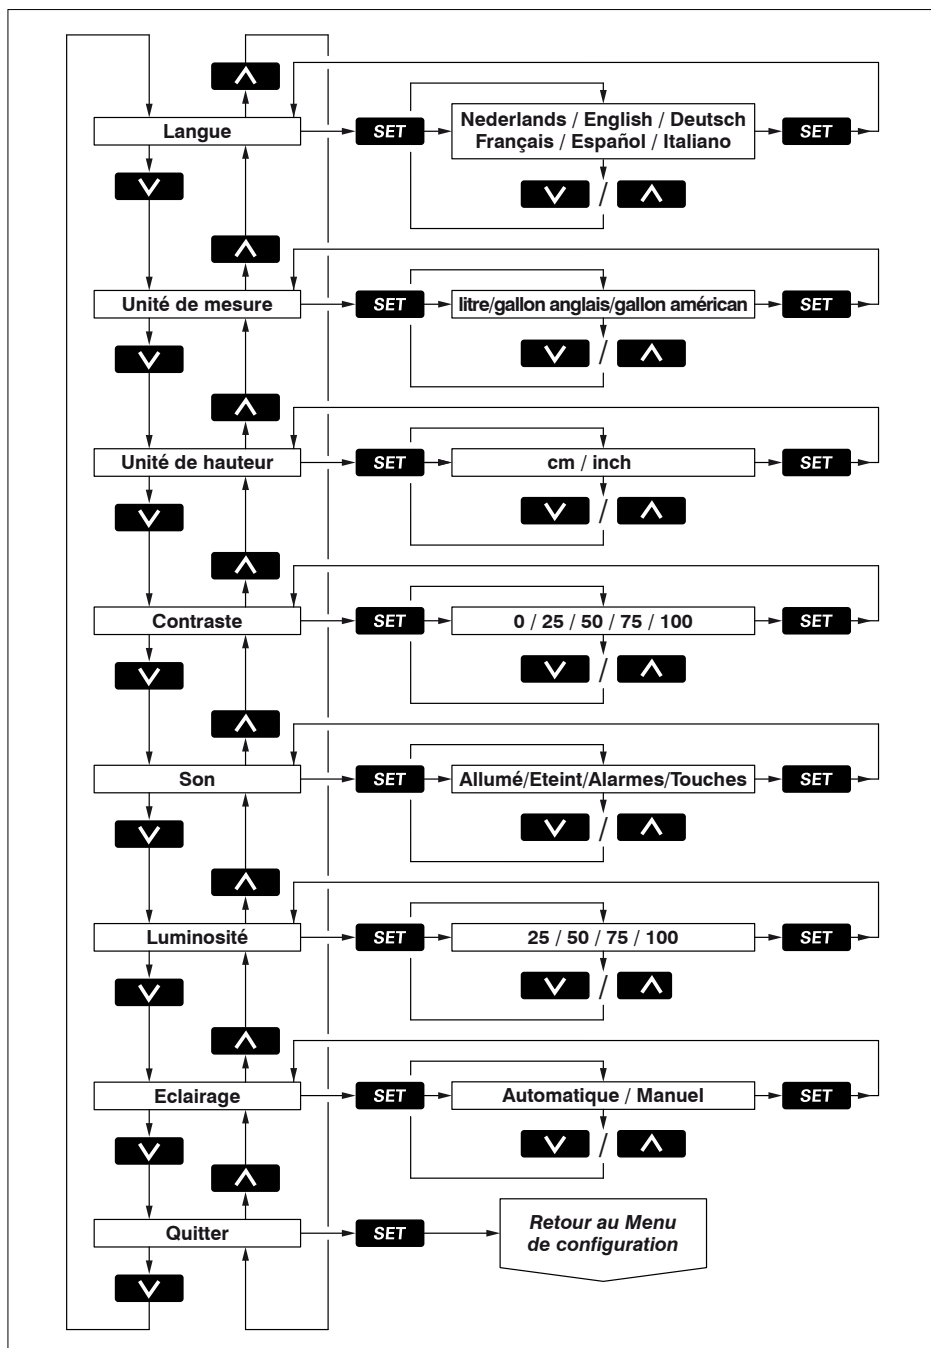 Langue
SET
Nederlands / English / Deutsch
Français / Español / Italiano
SET
/
Unité de mesure
SET
litre/gallon anglais/gallon américan
SET
/
Unité de hauteur
SET
cm / inch
SET
/
Contraste
SET
0 / 25 / 50 / 75 / 100
SET
/
Son
SET
Allumé/Eteint/Alarmes/Touches
SET
/
Luminosité
SET
25 / 50 / 75 / 100
SET
/
Eclairage
SET
Automatique / Manuel
SET
/
Quitter
SET
Retour au Menu
de configuration